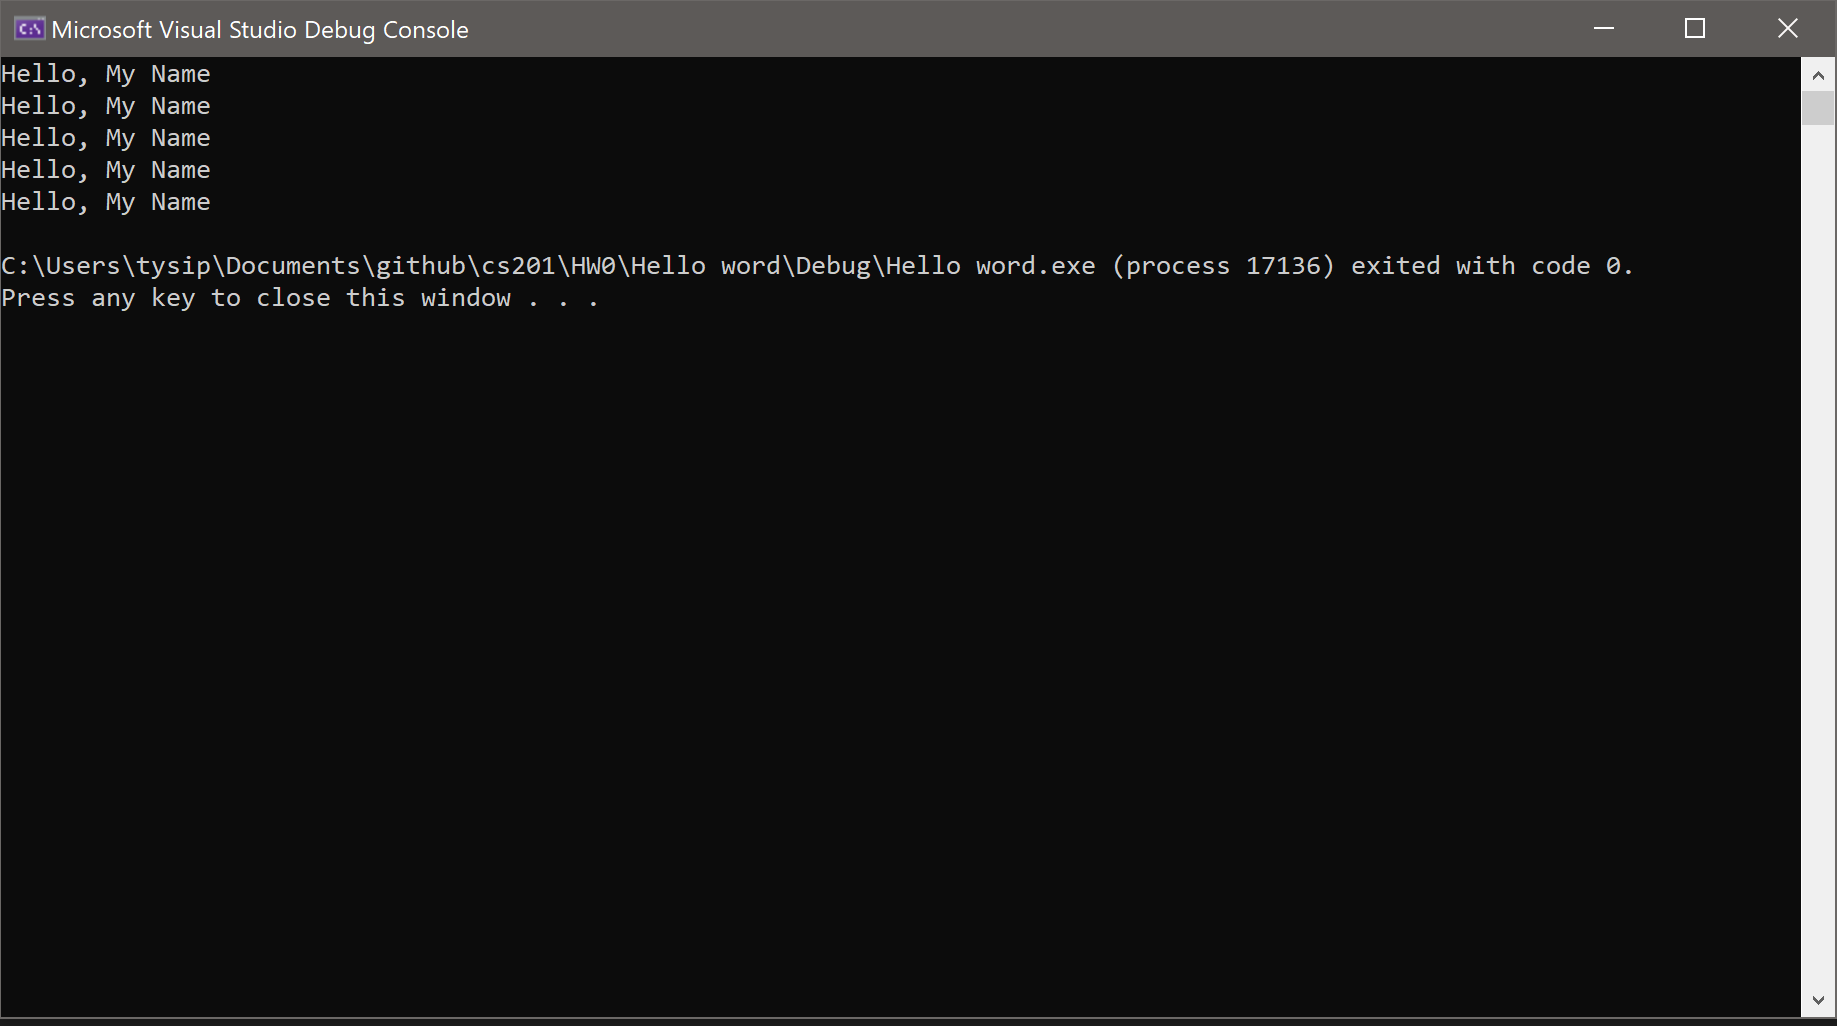 C:\
Microsoft Visual Studio Debug Console
Hello, My Name
Hello, My Name
Hello, My Name
Hello, My Name
Hello, My Name
C:\Users\tysip\Documents\github\cs201\HW0\Hello word\Debug\Hello word.exe (process 17136) exited with code 0.
Press any key to close this window . . .